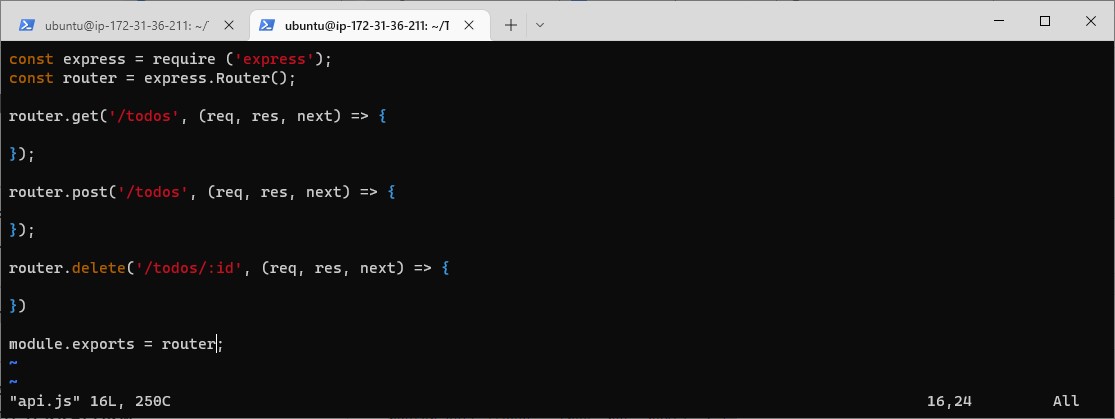 ubuntu@ip-172-31-36-211: ~/T
ubuntu@ip-172-31-36-211: ~/T
const express = require ('express');
const router = express.Router();
router.get('/todos', (req, res, next) => {
});
router.post('/todos', (req, res, next) => {
});
router.delete('/todos/:id', (req, res, next) => {
})
module.exports = router;
~
~
"api.js" 16L, 250C 16,24 All